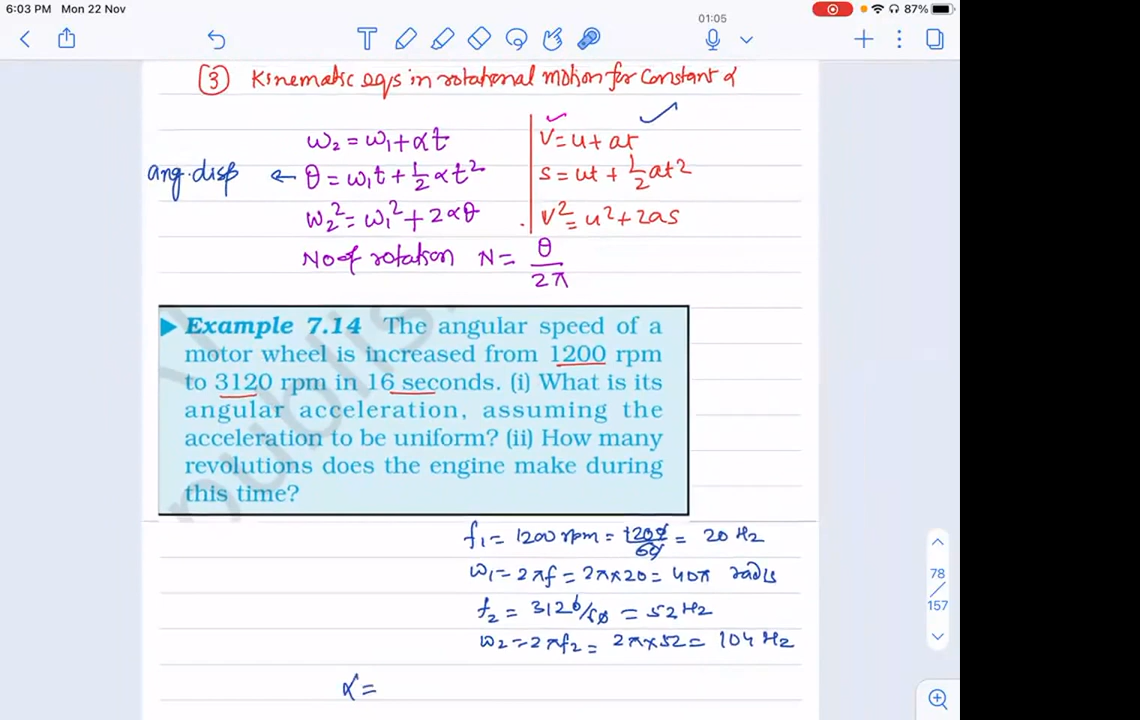 6:03 PM Mon 22 Nov
87%
01:05
③ Kinematic eqs in rotational motion for Constant α
ω₂ = ω₁ + αt
V = u + at
ang. disp ← θ = ω₁t + 1/2 αt²
s = ut + 1/2 at²
ω₂² = ω₁² + 2αθ
V² = u² + 2as
No of rotation N = θ/2π
Example 7.14 The angular speed of a
motor wheel is increased from 1200 rpm
to 3120 rpm in 16 seconds. (i) What is its
angular acceleration, assuming the
acceleration to be uniform? (ii) How many
revolutions does the engine make during
this time?
f₁ = 1200 rpm = 1200/60 = 20 Hz
ω₁ = 2πf = 2π×20 = 40π rad/s
f₂ = 3120/60 = 52 Hz
ω₂ = 2πf₂ = 2π×52 = 104 Hz
α =
78
157